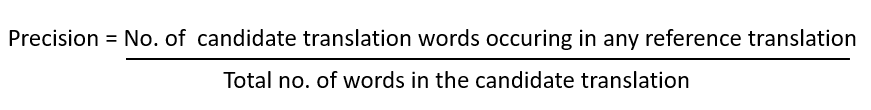 Precision = No. of candidate translation words occuring in any reference translation
Total no. of words in the candidate translation